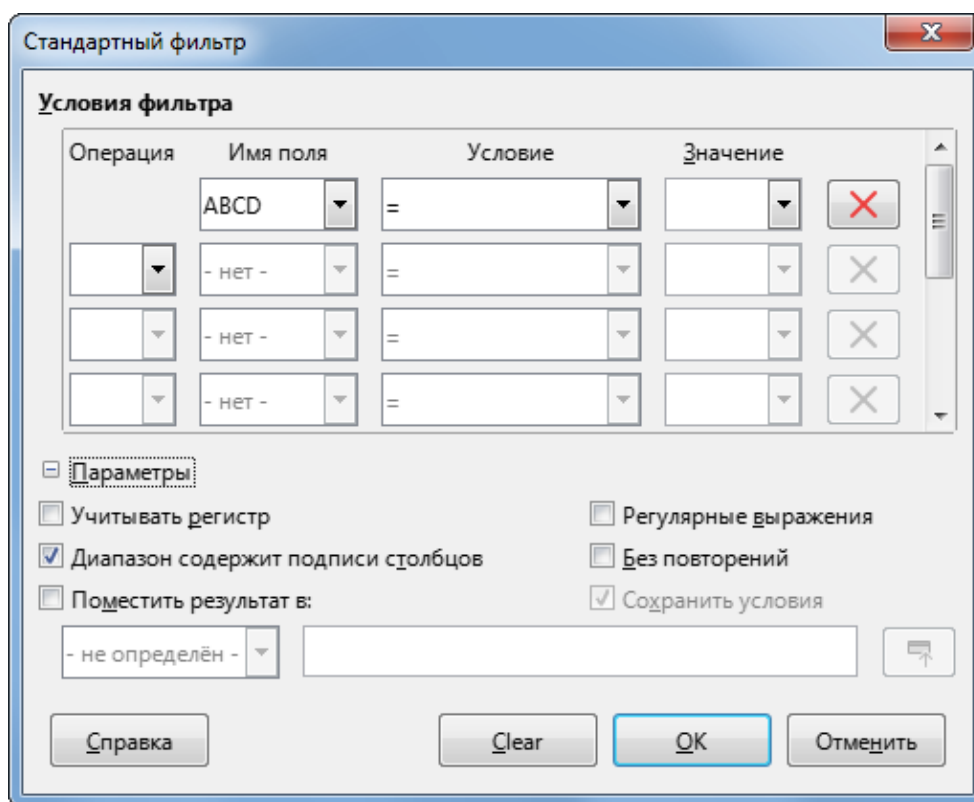 Стандартный фильтр
Условия фильтра
Операция Имя поля Условие Значение
ABCD =
- нет - =
- нет - =
- нет - =
Параметры
Учитывать регистр Регулярные выражения
Диапазон содержит подписи столбцов Без повторений
Поместить результат в: Сохранить условия
- не определён -
Справка Clear OK Отменить